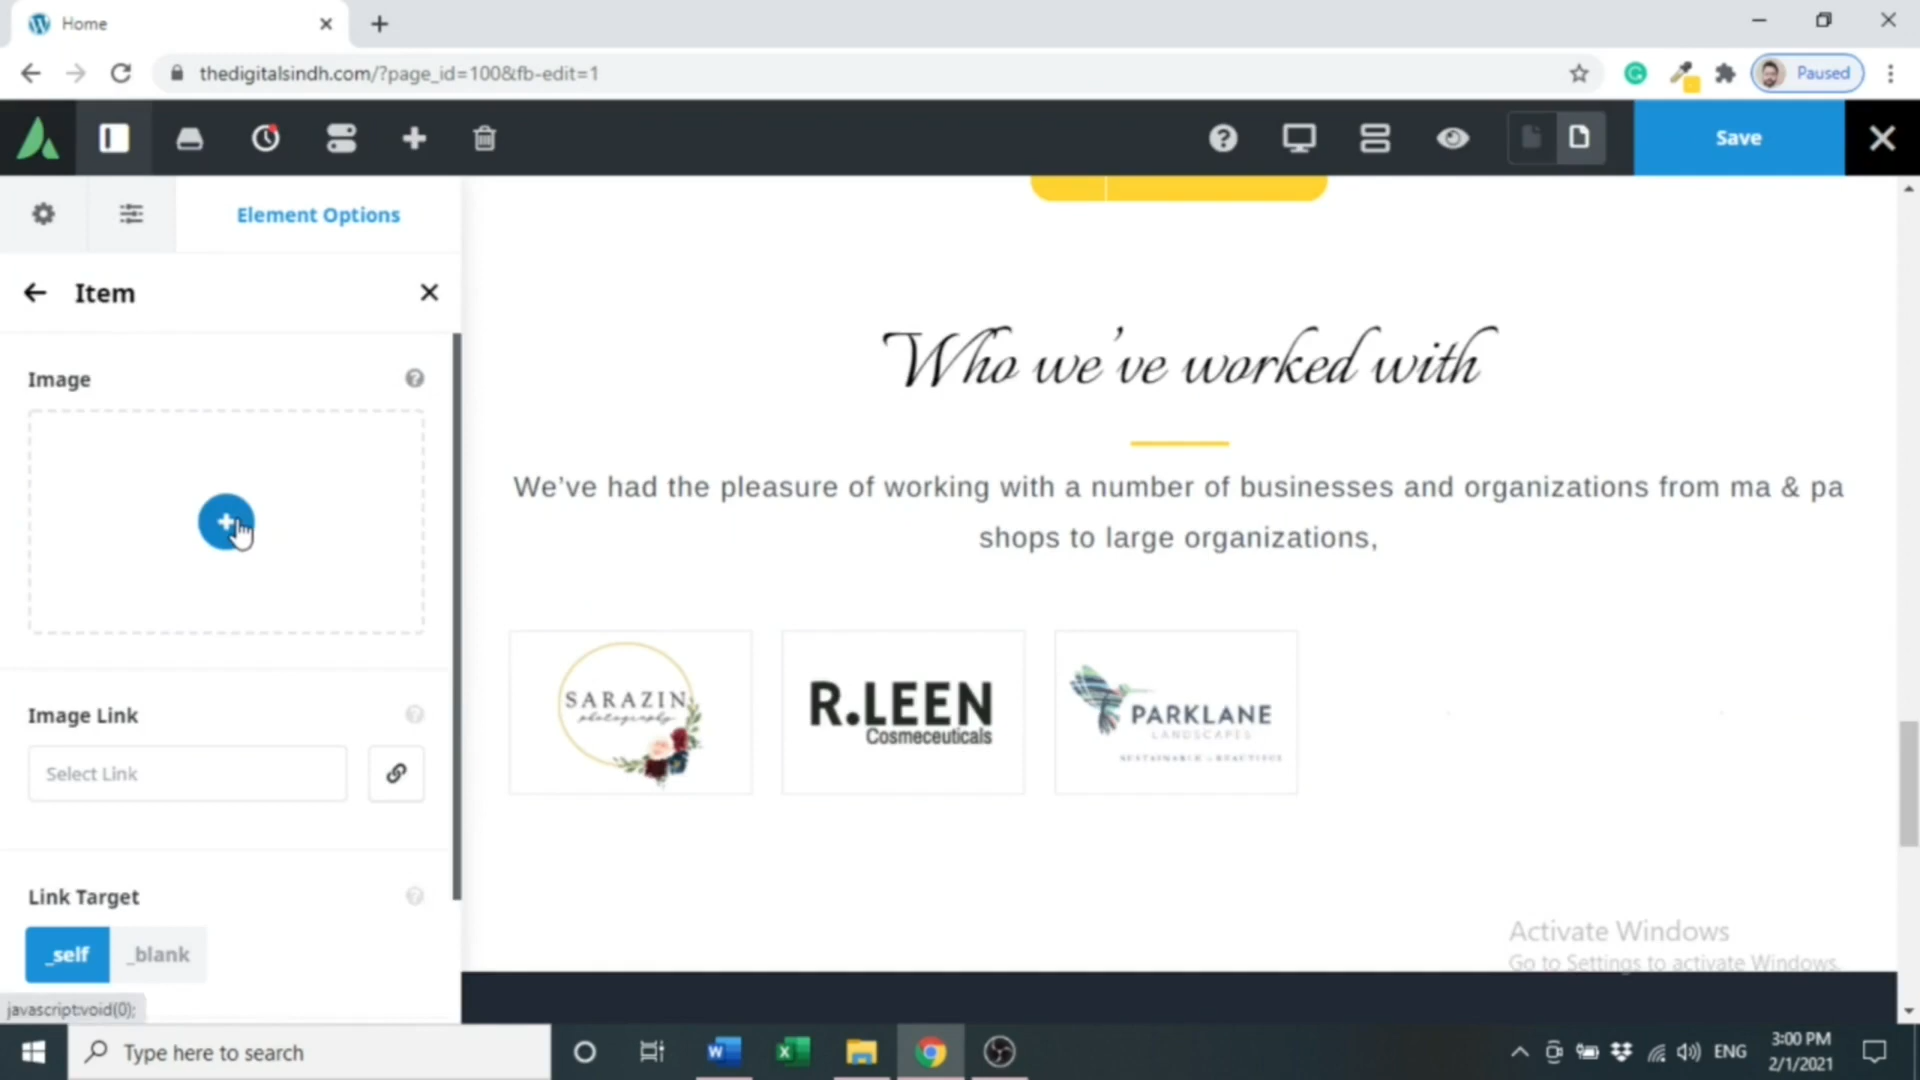 Home
thedigitalsindh.com/?page_id=100&fb-edit=1
Paused
Save
Element Options
Item
Image
Image Link
Select Link
Link Target
_self
_blank
javascript:void(0);
Who we've worked with
We've had the pleasure of working with a number of businesses and organizations from ma & pa
shops to large organizations,
SARAZIN
photography
R.LEEN
Cosmeceuticals
PARKLANE
LANDSCAPES
SUSTAINABLE
BEAUTIFUL
Activate Windows
Go to Settings to activate Windows.
Type here to search
ENG
3:00 PM
2/1/2021